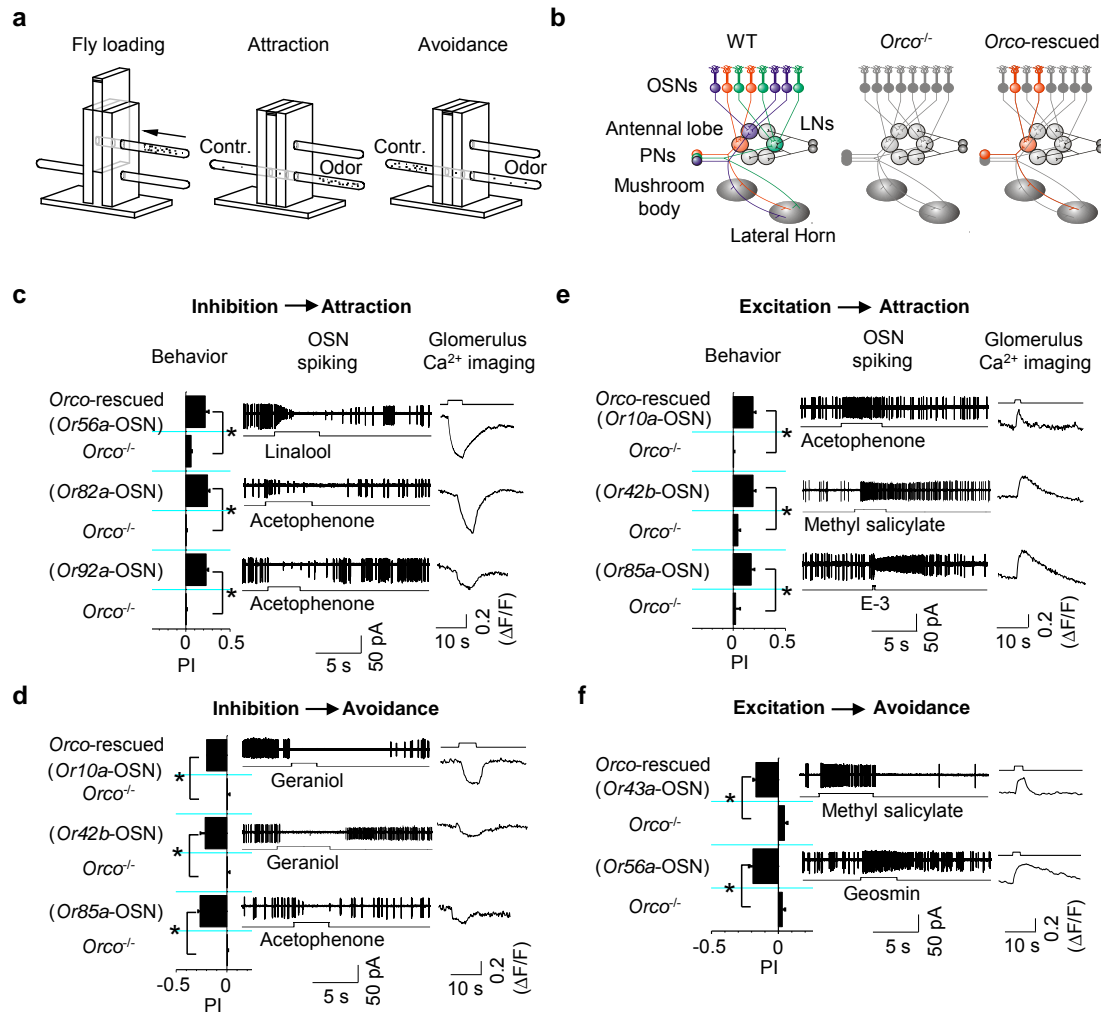 a
Fly loading
Attraction
Avoidance
Contr.
Odor
Contr.
Odor
b
WT
Orco-/-
Orco-rescued
OSNs
Antennal lobe
LNs
PNs
Mushroom
body
Lateral Horn
c
Inhibition → Attraction
Behavior
OSN
spiking
Glomerulus
Ca2+ imaging
Orco-rescued
(Or56a-OSN)
*
Orco-/-
Linalool
(Or82a-OSN)
*
Orco-/-
Acetophenone
(Or92a-OSN)
*
Orco-/-
Acetophenone
0 0.5
PI
5 s
50 pA
10 s
0.2
(ΔF/F)
d
Inhibition → Avoidance
Orco-rescued
(Or10a-OSN)
*
Orco-/-
Geraniol
(Or42b-OSN)
*
Orco-/-
Geraniol
(Or85a-OSN)
*
Orco-/-
Acetophenone
-0.5 0
PI
5 s
50 pA
10 s
0.2
(ΔF/F)
e
Excitation → Attraction
Behavior
OSN
spiking
Glomerulus
Ca2+ imaging
Orco-rescued
(Or10a-OSN)
*
Orco-/-
Acetophenone
(Or42b-OSN)
*
Orco-/-
Methyl salicylate
(Or85a-OSN)
*
Orco-/-
E-3
0 0.5
PI
5 s
50 pA
10 s
0.2
(ΔF/F)
f
Excitation → Avoidance
Orco-rescued
(Or43a-OSN)
*
Orco-/-
Methyl salicylate
(Or56a-OSN)
*
Orco-/-
Geosmin
-0.5 0
PI
5 s
50 pA
10 s
0.2
(ΔF/F)